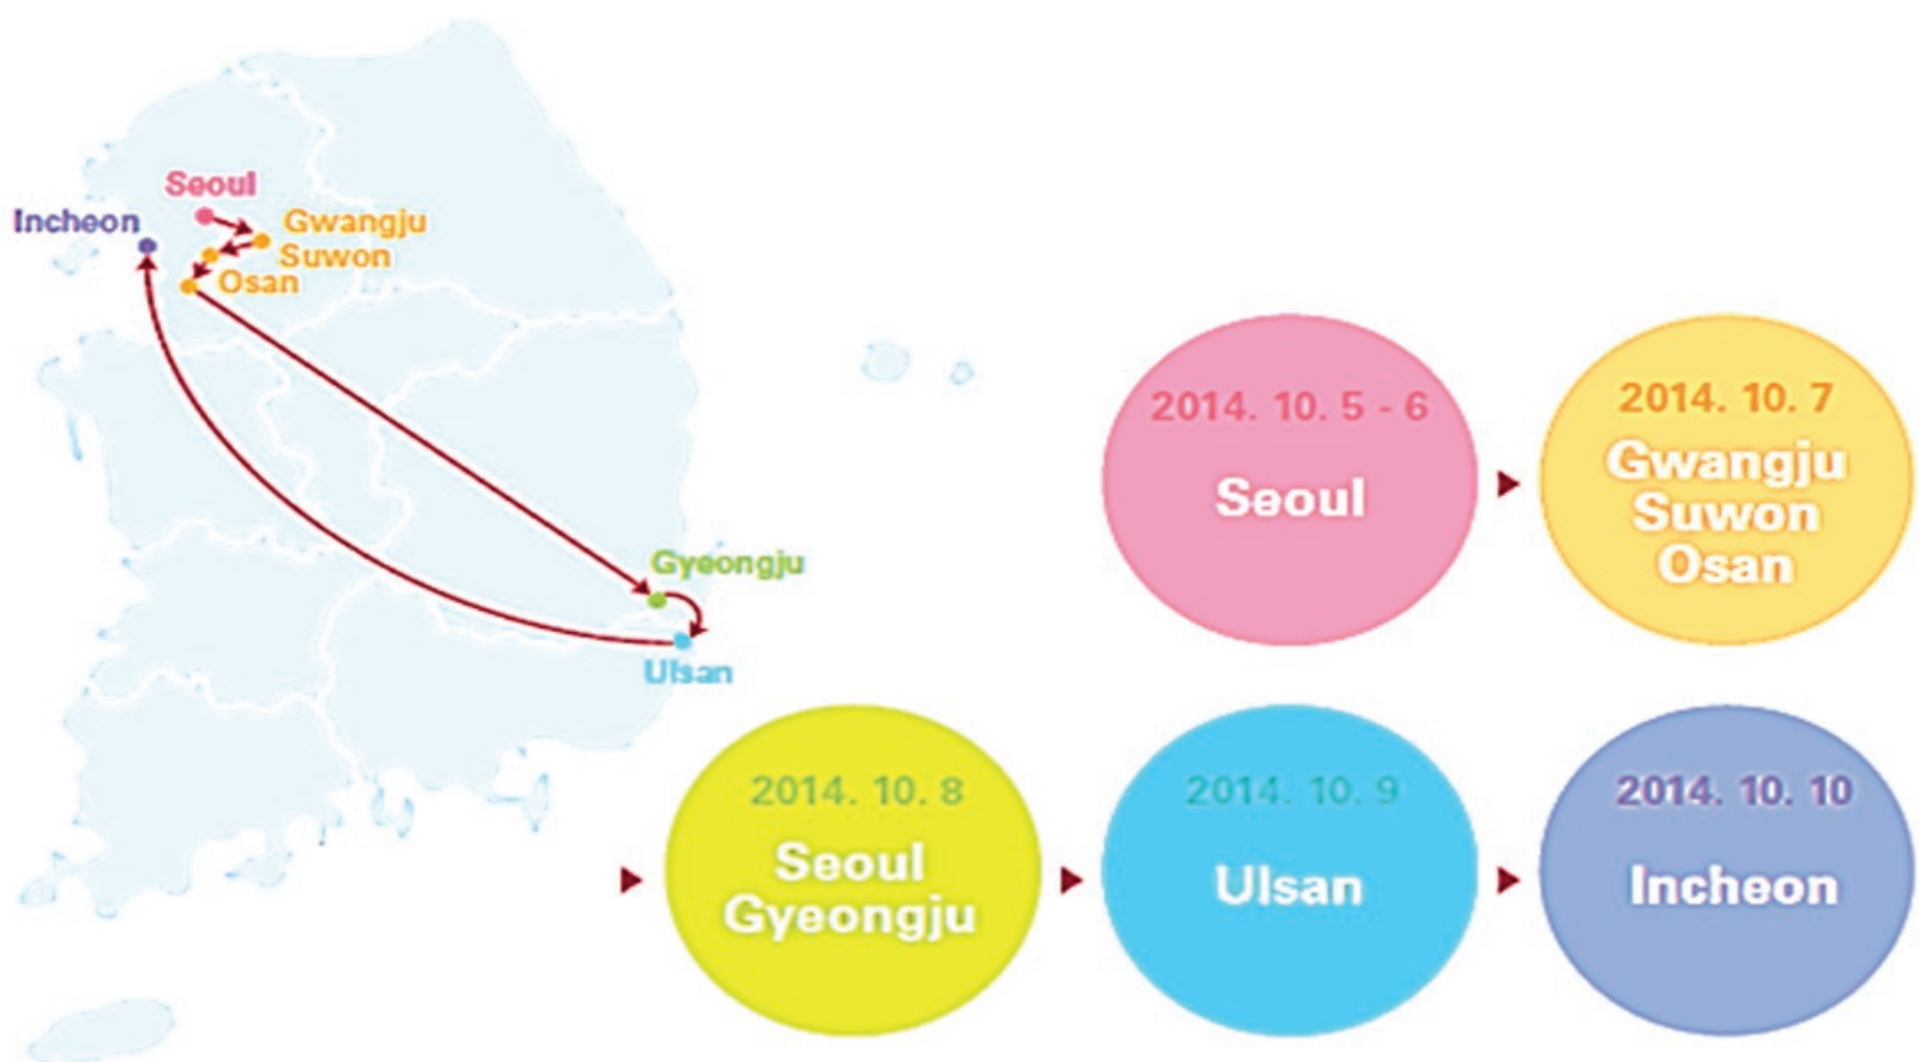 Seoul
Incheon
Gwangju
Suwon
Osan
Gyeongju
Ulsan
2014. 10. 5 - 6
Seoul
2014. 10. 7
Gwangju
Suwon
Osan
2014. 10. 8
Seoul
Gyeongju
2014. 10. 9
Ulsan
2014. 10. 10
Incheon